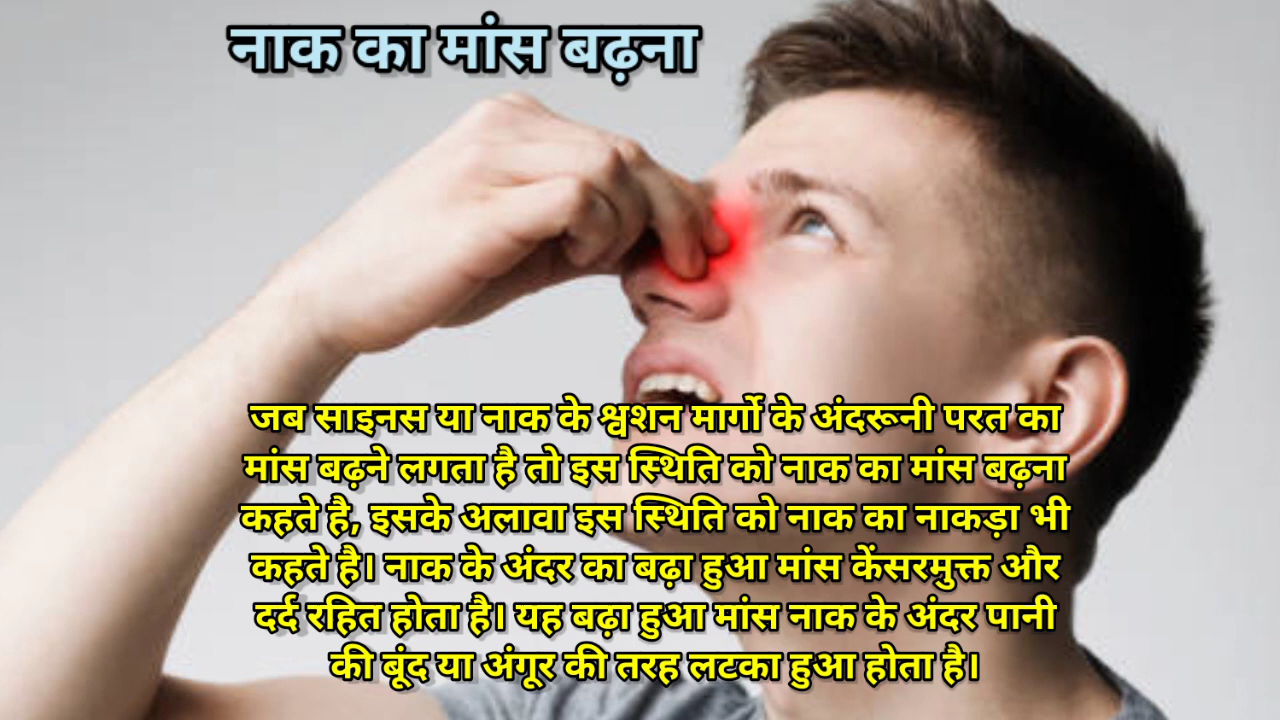 नाक का मांस बढ़ना
जब साइनस या नाक के श्वशन मार्गो के अंदरूनी परत का
मांस बढ़ने लगता है तो इस स्थिति को नाक का मांस बढ़ना
कहते है, इसके अलावा इस स्थिति को नाक का नाकड़ा भी
कहते है। नाक के अंदर का बढ़ा हुआ मांस केंसरमुक्त और
दर्द रहित होता है। यह बढ़ा हुआ मांस नाक के अंदर पानी
की बूंद या अंगूर की तरह लटका हुआ होता है।